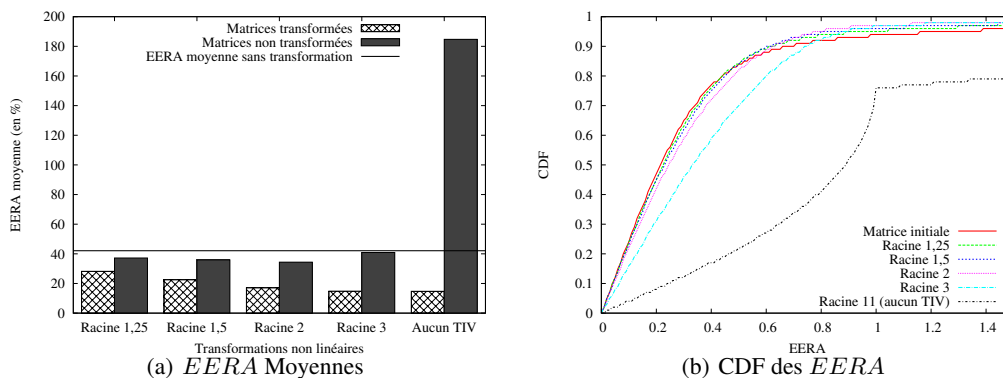 Matrices transformées
Matrices non transformées
EERA moyenne sans transformation
EERA moyenne (en %)
200
180
160
140
120
100
80
60
40
20
0
Racine 1,25 Racine 1,5 Racine 2 Racine 3 Aucun TIV
Transformations non linéaires
(a) EERA Moyennes
CDF
1
0.9
0.8
0.7
0.6
0.5
0.4
0.3
0.2
0.1
0
Matrice initiale
Racine 1,25
Racine 1,5
Racine 2
Racine 3
Racine 11 (aucun TIV)
0 0.2 0.4 0.6 0.8 1 1.2 1.4
EERA
(b) CDF des EERA